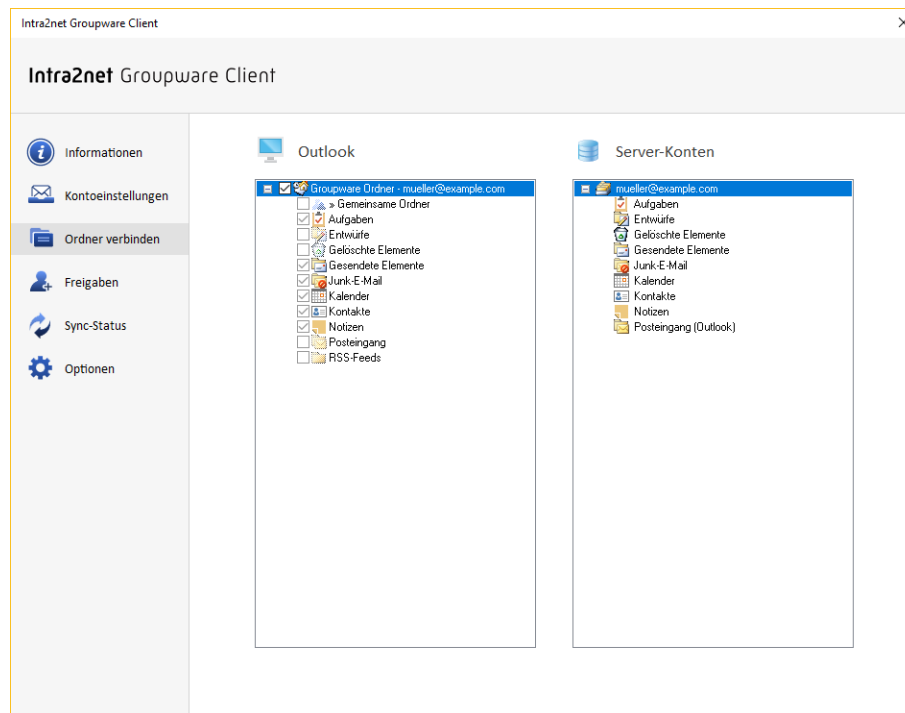 Intra2net Groupware Client
Intra2net Groupware Client
Informationen
Kontoeinstellungen
Ordner verbinden
Freigaben
Sync-Status
Optionen
Outlook
Groupware Ordner - mueller@example.com
» Gemeinsame Ordner
Aufgaben
Entwürfe
Gelöschte Elemente
Gesendete Elemente
Junk-E-Mail
Kalender
Kontakte
Notizen
Posteingang
RSS-Feeds
Server-Konten
mueller@example.com
Aufgaben
Entwürfe
Gelöschte Elemente
Gesendete Elemente
Junk-E-Mail
Kalender
Kontakte
Notizen
Posteingang (Outlook)